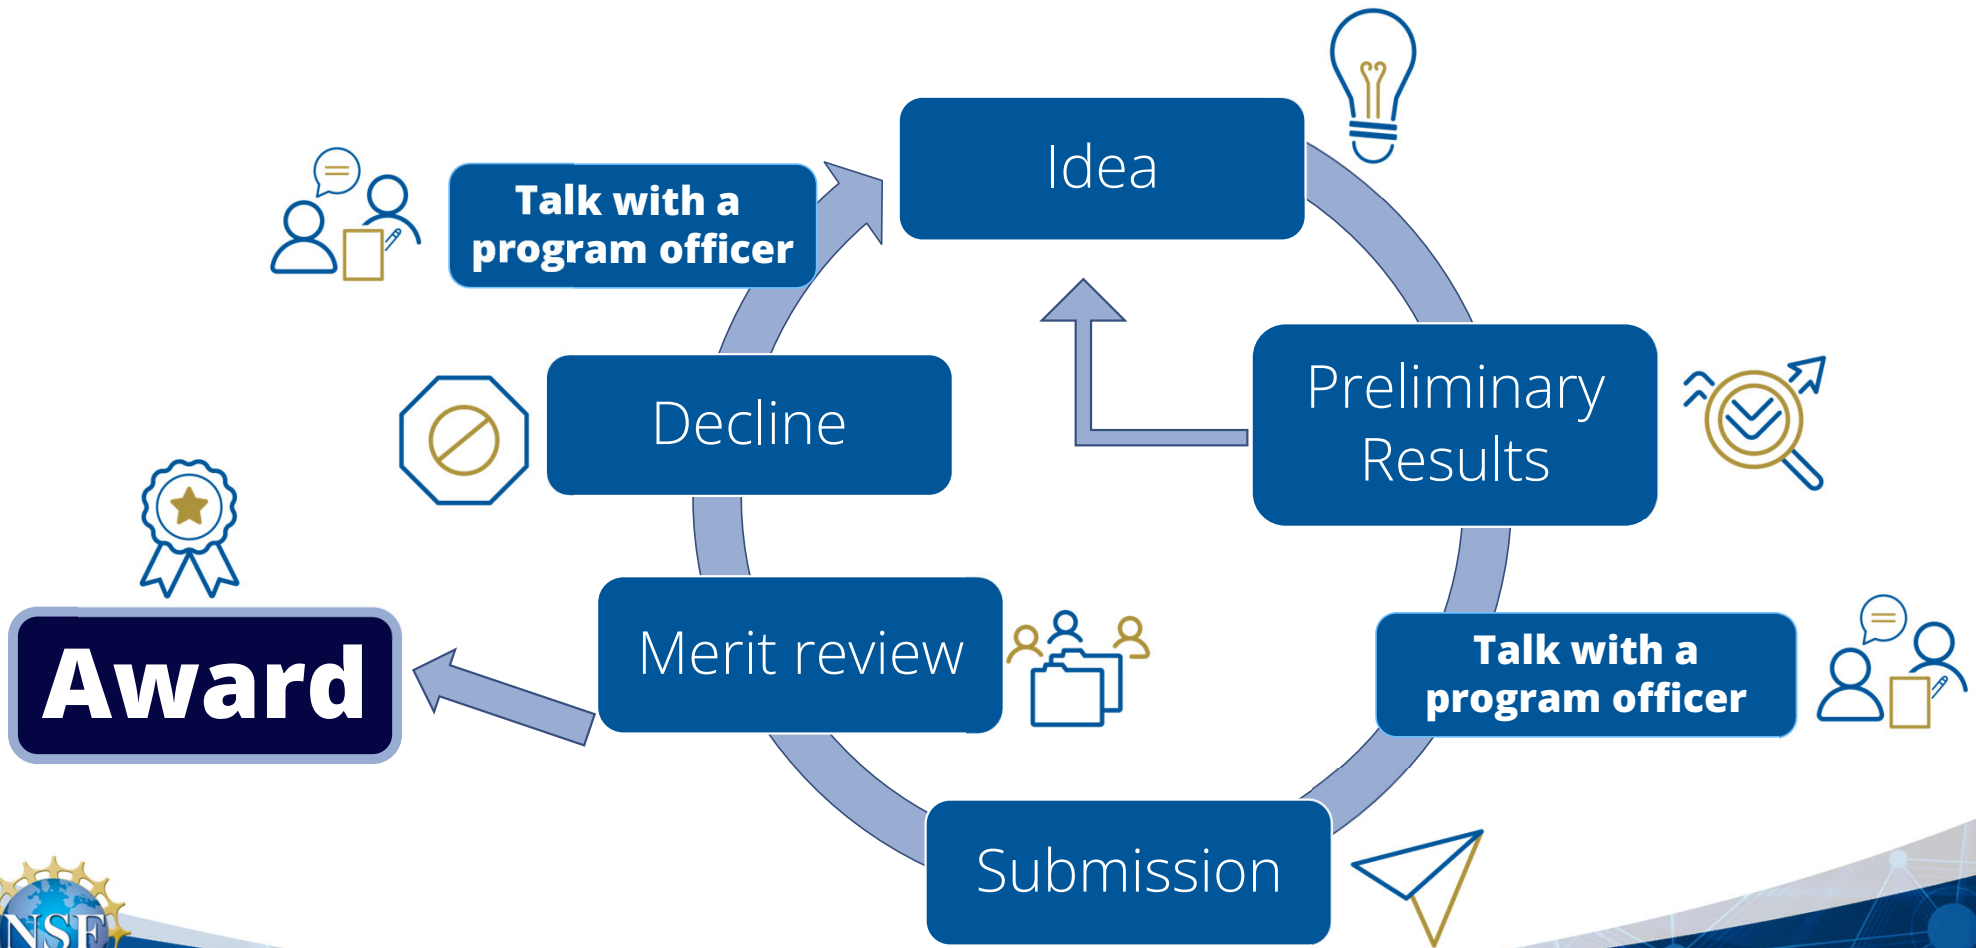 Idea
Talk with a
program officer
Preliminary
Results
Decline
Merit review
Award
Talk with a
program officer
Submission
NSF